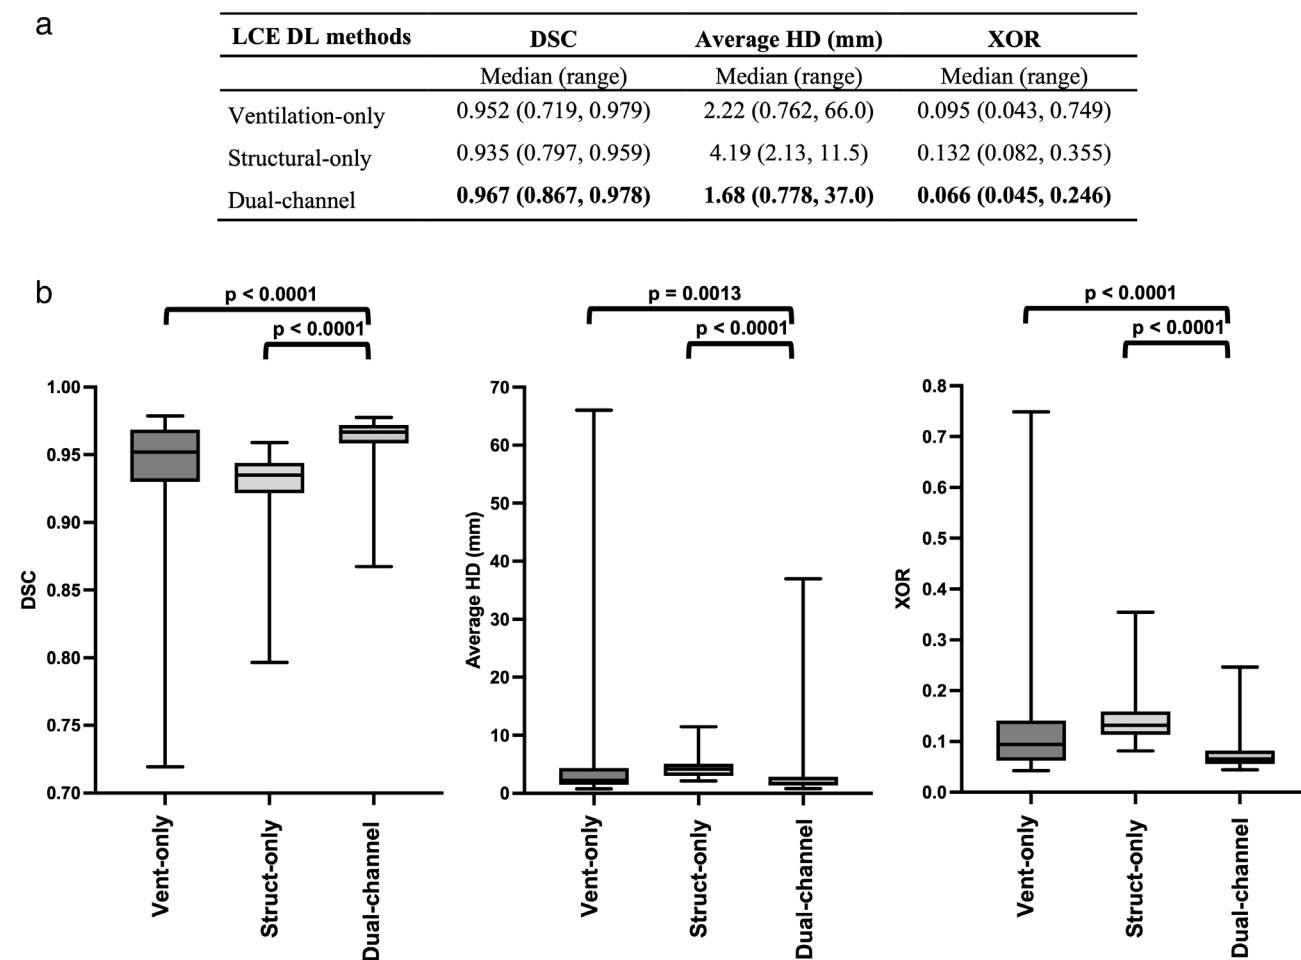 a
LCE DL methods DSC Average HD (mm) XOR
Median (range) Median (range) Median (range)
Ventilation-only 0.952 (0.719, 0.979) 2.22 (0.762, 66.0) 0.095 (0.043, 0.749)
Structural-only 0.935 (0.797, 0.959) 4.19 (2.13, 11.5) 0.132 (0.082, 0.355)
Dual-channel 0.967 (0.867, 0.978) 1.68 (0.778, 37.0) 0.066 (0.045, 0.246)
b
p < 0.0001
p < 0.0001
1.00
0.95
0.90
0.85
0.80
0.75
0.70
DSC
Vent-only
Struct-only
Dual-channel
p = 0.0013
p < 0.0001
70
60
50
40
30
20
10
0
Average HD (mm)
Vent-only
Struct-only
Dual-channel
p < 0.0001
p < 0.0001
0.8
0.7
0.6
0.5
0.4
0.3
0.2
0.1
0.0
XOR
Vent-only
Struct-only
Dual-channel